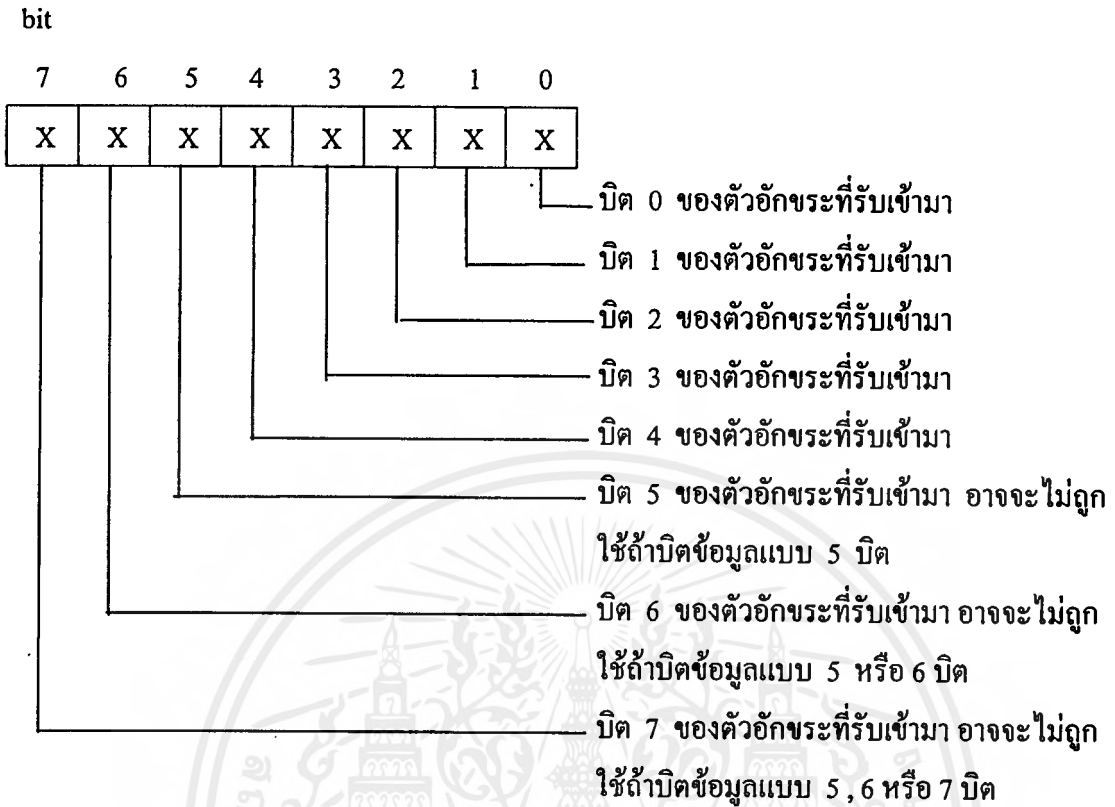 bit
7 6 5 4 3 2 1 0
X X X X X X X X
บิต 0 ของตัวอักขระที่รับเข้ามา
บิต 1 ของตัวอักขระที่รับเข้ามา
บิต 2 ของตัวอักขระที่รับเข้ามา
บิต 3 ของตัวอักขระที่รับเข้ามา
บิต 4 ของตัวอักขระที่รับเข้ามา
บิต 5 ของตัวอักขระที่รับเข้ามา อาจจะไม่ถูก
ใช้ถ้าบิตข้อมูลแบบ 5 บิต
บิต 6 ของตัวอักขระที่รับเข้ามา อาจจะไม่ถูก
ใช้ถ้าบิตข้อมูลแบบ 5 หรือ 6 บิต
บิต 7 ของตัวอักขระที่รับเข้ามา อาจจะไม่ถูก
ใช้ถ้าบิตข้อมูลแบบ 5 , 6 หรือ 7 บิต